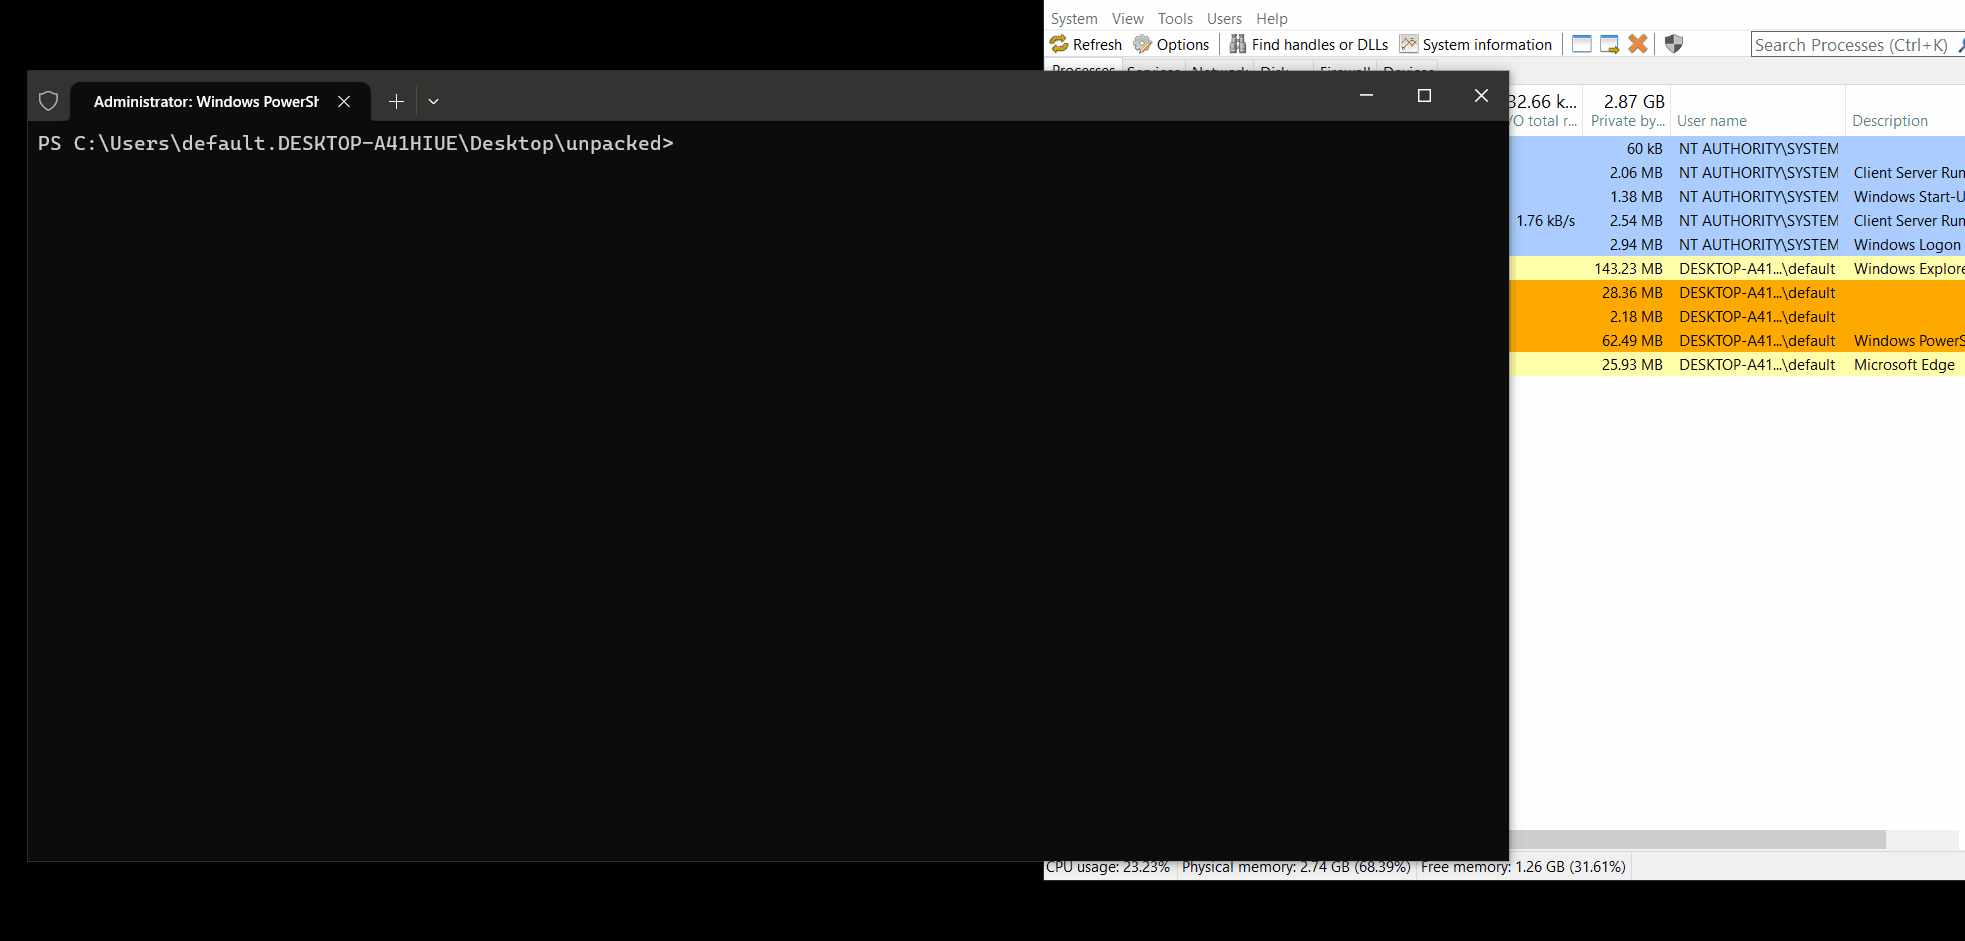 System View Tools Users Help
Refresh Options Find handles or DLLs System information Search Processes (Ctrl+K)
Processes Services Network Disk Firewall Devices
Administrator: Windows PowerSh
PS C:\Users\default.DESKTOP-A41HIUE\Desktop\unpacked>
32.66 k... 2.87 GB
/O total r... Private by... User name Description
60 kB NT AUTHORITY\SYSTEM
2.06 MB NT AUTHORITY\SYSTEM Client Server Run
1.38 MB NT AUTHORITY\SYSTEM Windows Start-U
1.76 kB/s 2.54 MB NT AUTHORITY\SYSTEM Client Server Run
2.94 MB NT AUTHORITY\SYSTEM Windows Logon
143.23 MB DESKTOP-A41...\default Windows Explore
28.36 MB DESKTOP-A41...\default
2.18 MB DESKTOP-A41...\default
62.49 MB DESKTOP-A41...\default Windows PowerS
25.93 MB DESKTOP-A41...\default Microsoft Edge
CPU usage: 23.23% Physical memory: 2.74 GB (68.39%) Free memory: 1.26 GB (31.61%)